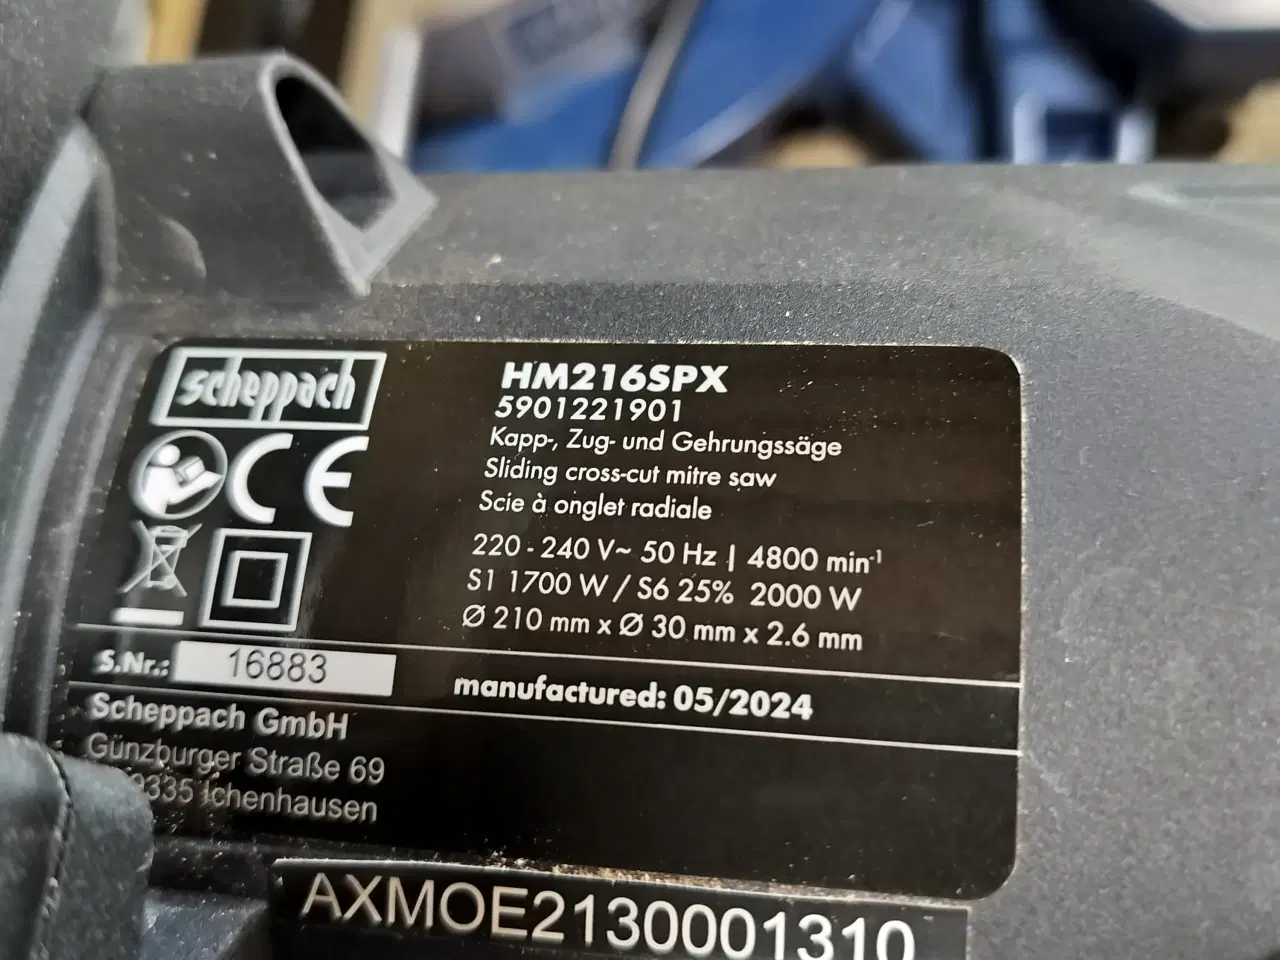 scheppach
CE
HM216SPX
5901221901
Kapp-, Zug- und Gehrungssäge
Sliding cross-cut mitre saw
Scie à onglet radiale
220 - 240 V~ 50 Hz | 4800 min-1
S1 1700 W / S6 25% 2000 W
Ø 210 mm x Ø 30 mm x 2.6 mm
S.Nr.: 16883
manufactured: 05/2024
Scheppach GmbH
Günzburger Straße 69
Ichenhausen
AXMOE2130001310